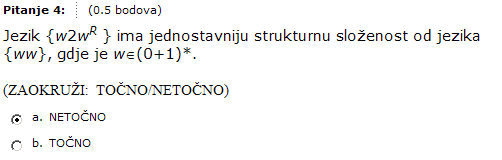 Pitanje 4: (0.5 bodova)
Jezik {w2wᴿ } ima jednostavniju strukturnu složenost od jezika
{ww}, gdje je w∈(0+1)*.
(ZAOKRUŽI: TOČNO/NETOČNO)
a. NETOČNO
b. TOČNO